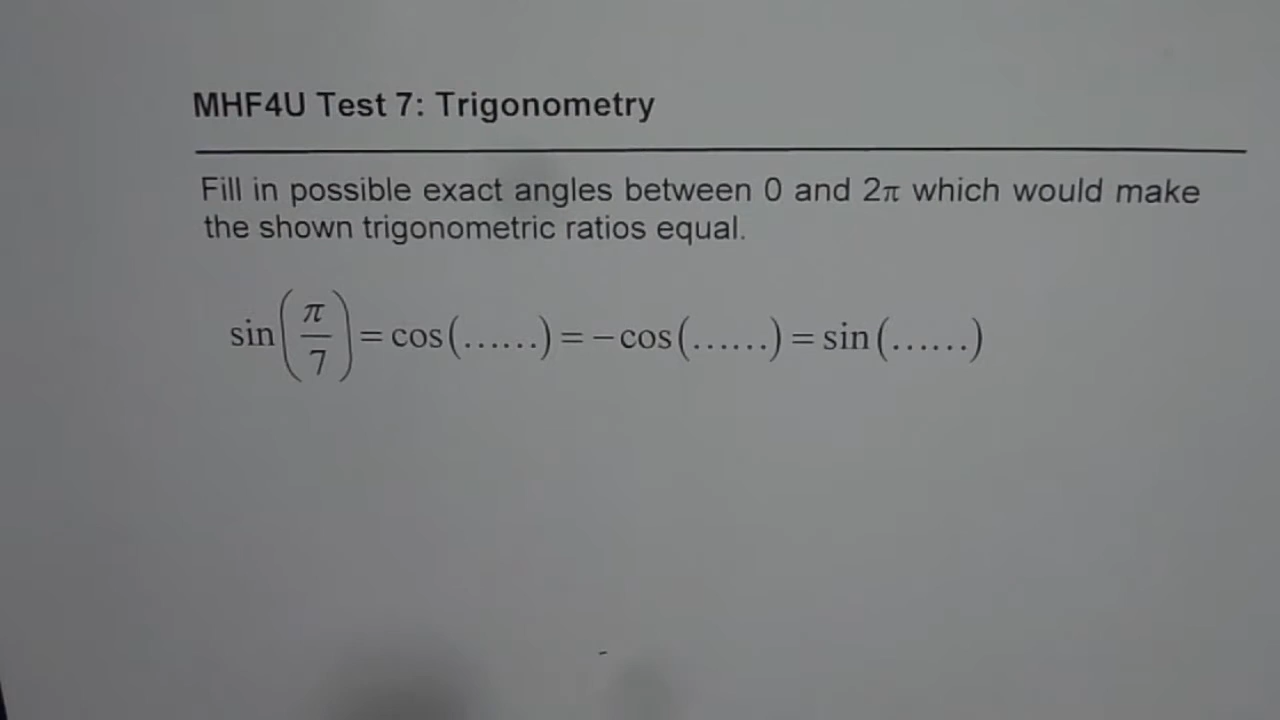 MHF4U Test 7: Trigonometry
Fill in possible exact angles between 0 and 2π which would make
the shown trigonometric ratios equal.
sin(π/7) = cos(......) = −cos(......) = sin(......)